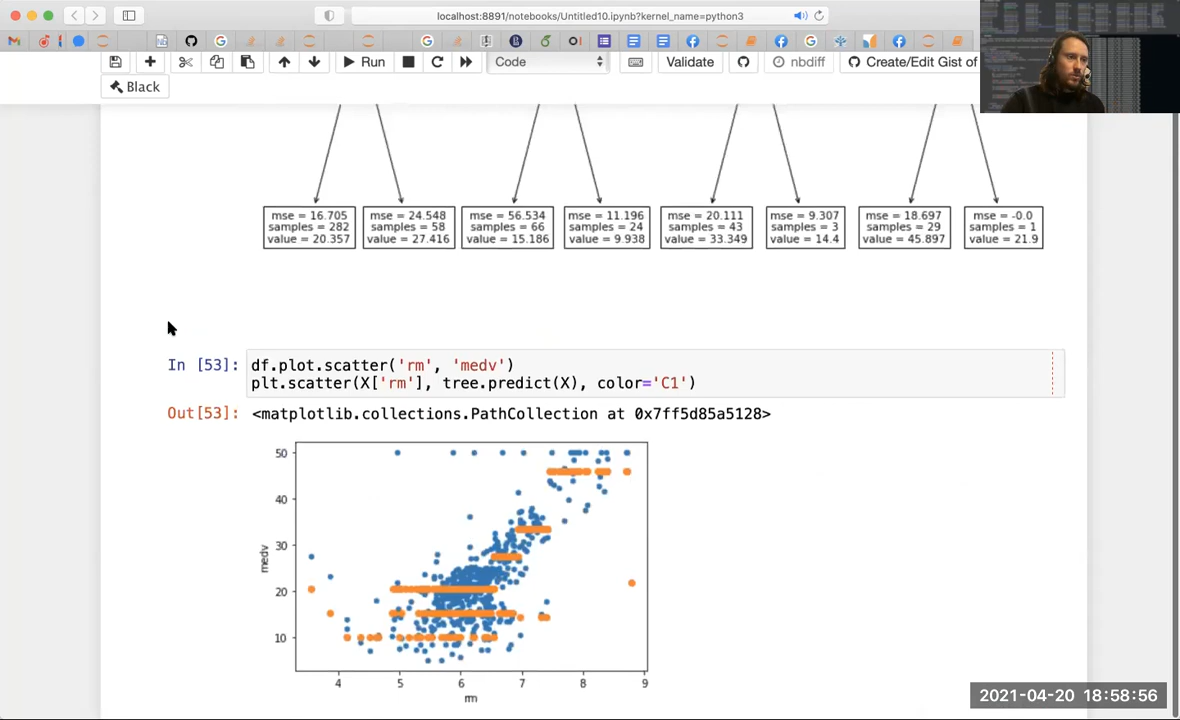 localhost:8891/notebooks/Untitled10.ipynb?kernel_name=python3
Run
Code
Validate
nbdiff
Create/Edit Gist of
Black
mse = 16.705
samples = 282
value = 20.357
mse = 24.548
samples = 58
value = 27.416
mse = 56.534
samples = 66
value = 15.186
mse = 11.196
samples = 24
value = 9.938
mse = 20.111
samples = 43
value = 33.349
mse = 9.307
samples = 3
value = 14.4
mse = 18.697
samples = 29
value = 45.897
mse = -0.0
samples = 1
value = 21.9
In [53]:
df.plot.scatter('rm', 'medv')
plt.scatter(X['rm'], tree.predict(X), color='C1')
Out[53]:
<matplotlib.collections.PathCollection at 0x7ff5d85a5128>
50
40
30
20
10
medv
4 5 6 7 8 9
rm
2021-04-20 18:58:56